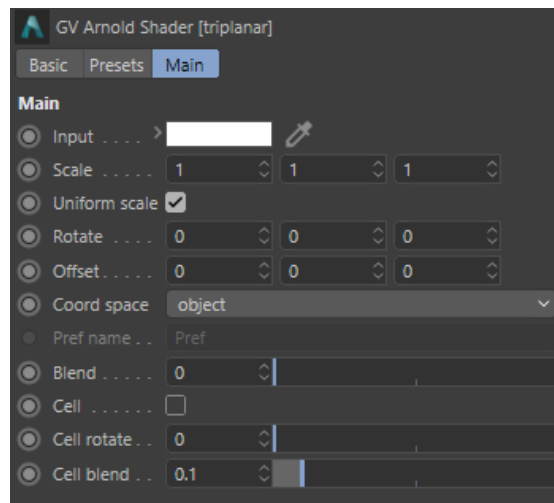 GV Arnold Shader [triplanar]
Basic Presets Main
Main
Input . . . . >
Scale . . . . . 1 1 1
Uniform scale
Rotate . . . . 0 0 0
Offset . . . . . 0 0 0
Coord space object
Pref name . . Pref
Blend . . . . . 0
Cell . . . . . .
Cell rotate . . 0
Cell blend . . 0.1